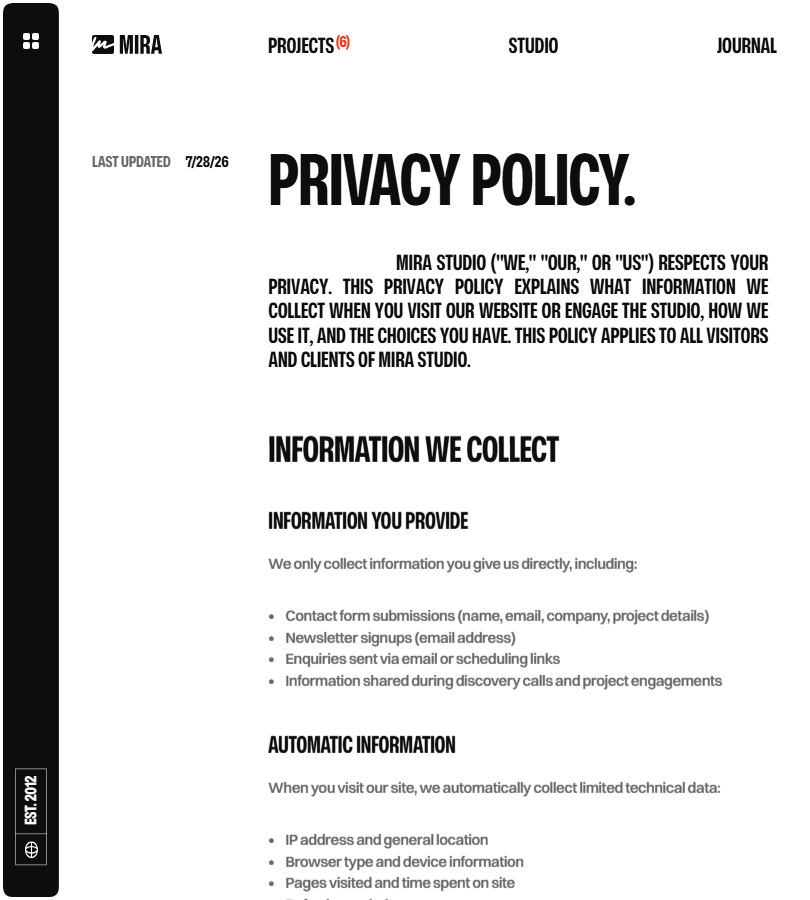 MIRA
PROJECTS (6)
STUDIO
JOURNAL
LAST UPDATED 7/28/26
PRIVACY POLICY.
MIRA STUDIO ("WE," "OUR," OR "US") RESPECTS YOUR
PRIVACY. THIS PRIVACY POLICY EXPLAINS WHAT INFORMATION WE
COLLECT WHEN YOU VISIT OUR WEBSITE OR ENGAGE THE STUDIO, HOW WE
USE IT, AND THE CHOICES YOU HAVE. THIS POLICY APPLIES TO ALL VISITORS
AND CLIENTS OF MIRA STUDIO.
INFORMATION WE COLLECT
INFORMATION YOU PROVIDE
We only collect information you give us directly, including:
• Contact form submissions (name, email, company, project details)
• Newsletter signups (email address)
• Enquiries sent via email or scheduling links
• Information shared during discovery calls and project engagements
AUTOMATIC INFORMATION
When you visit our site, we automatically collect limited technical data:
• IP address and general location
• Browser type and device information
• Pages visited and time spent on site
EST. 2012